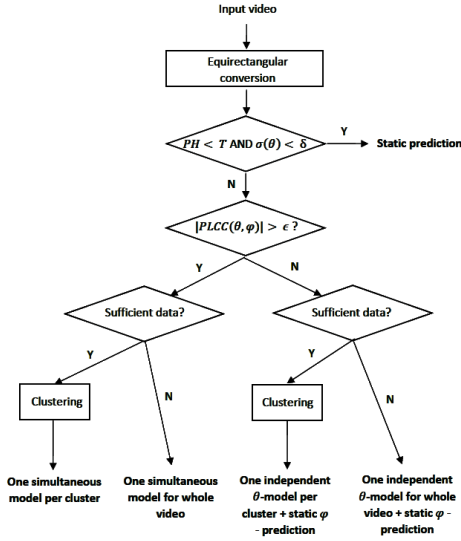 Input video
Equirectangular
conversion
PH < T AND σ(θ) < δ
Y
Static prediction
N
|PLCC(θ, φ)| > ϵ ?
Y
N
Sufficient data?
Sufficient data?
Y
N
Y
N
Clustering
Clustering
One simultaneous
model per cluster
One simultaneous
model for whole
video
One independent
θ-model per
cluster + static φ
- prediction
One independent
θ-model for whole
video + static φ -
prediction